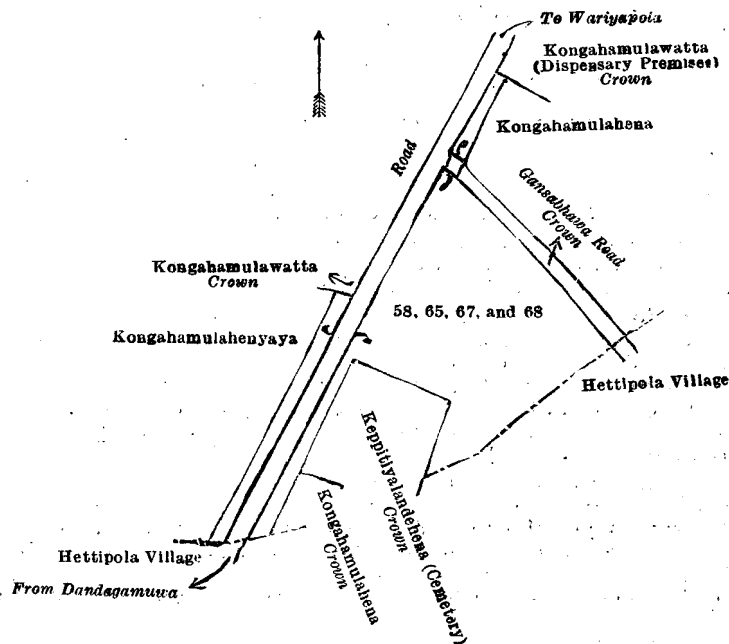 To Wariyapola
Kongahamulawatta
(Dispensary Premises)
Crown
Kongahamulahena
Road
Gansabhawa Road
Crown
Kongahamulawatta
Crown
58, 65, 67, and 68
Kongahamulahenyaya
Hettipola Village
Keppitiyalandehena (Cemetery)
Crown
Kongahamulahena
Crown
Hettipola Village
From Dandagamuwa